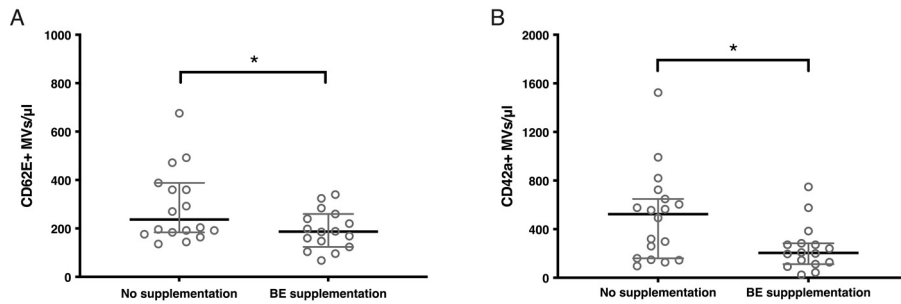 A
CD62E+ MVs/µl
1000
800
600
400
200
0
*
No supplementation
BE supplementation
B
CD42a+ MVs/µl
2000
1600
1200
800
400
0
*
No supplementation
BE suppplementation